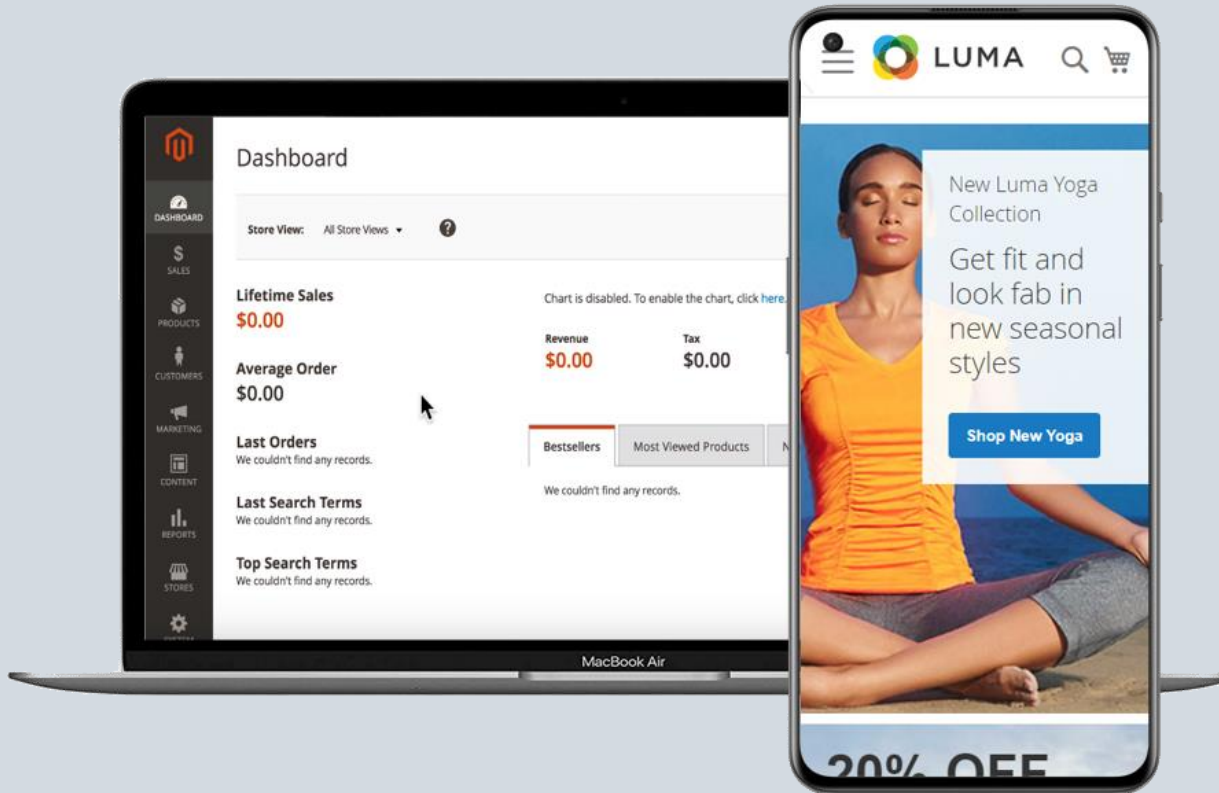 Dashboard
DASHBOARD
Store View: All Store Views
?
$
SALES
PRODUCTS
CUSTOMERS
MARKETING
CONTENT
REPORTS
STORES
Lifetime Sales
$0.00
Average Order
$0.00
Last Orders
We couldn't find any records.
Last Search Terms
We couldn't find any records.
Top Search Terms
We couldn't find any records.
Chart is disabled. To enable the chart, click here.
Revenue
Tax
$0.00
$0.00
Bestsellers
Most Viewed Products
N
We couldn't find any records.
MacBook Air
LUMA
New Luma Yoga
Collection
Get fit and
look fab in
new seasonal
styles
Shop New Yoga
20% OFF